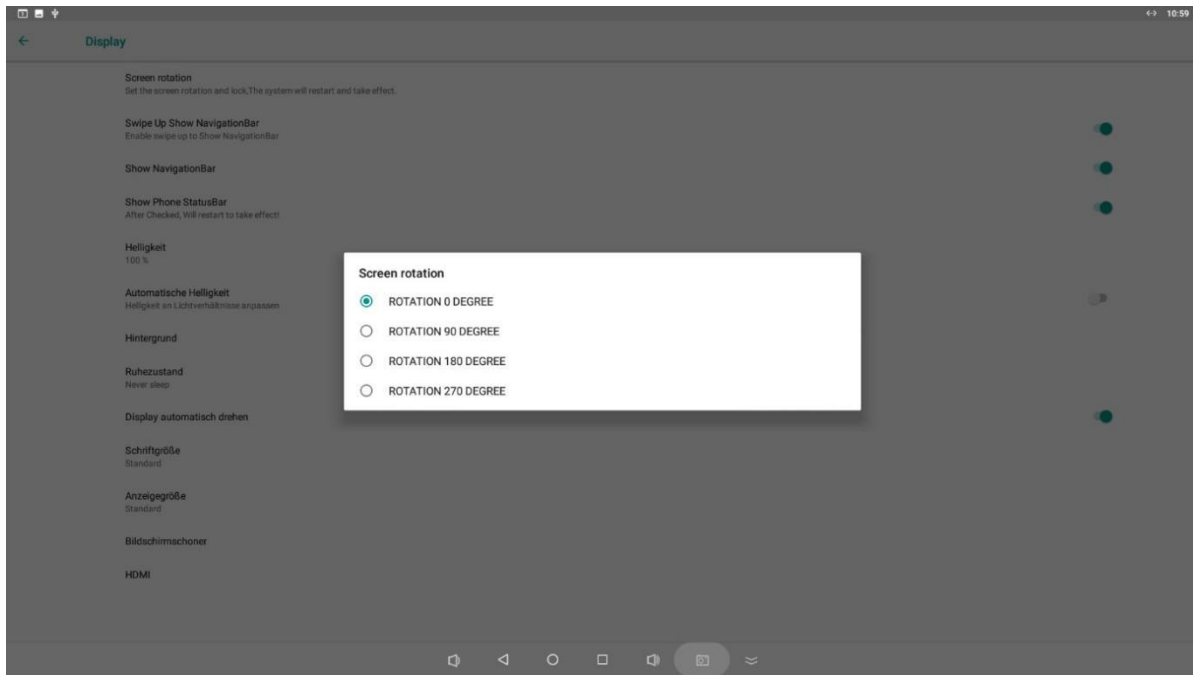 10:59
Display
Screen rotation
Set the screen rotation and lock,The system will restart and take effect.
Swipe Up Show NavigationBar
Enable swipe up to Show NavigationBar
Show NavigationBar
Show Phone StatusBar
After Checked, Will restart to take effect!
Helligkeit
100 %
Automatische Helligkeit
Helligkeit an Lichtverhältnisse anpassen
Hintergrund
Ruhezustand
Never sleep
Display automatisch drehen
Schriftgröße
Standard
Anzeigegröße
Standard
Bildschirmschoner
HDMI
Screen rotation
ROTATION 0 DEGREE
ROTATION 90 DEGREE
ROTATION 180 DEGREE
ROTATION 270 DEGREE